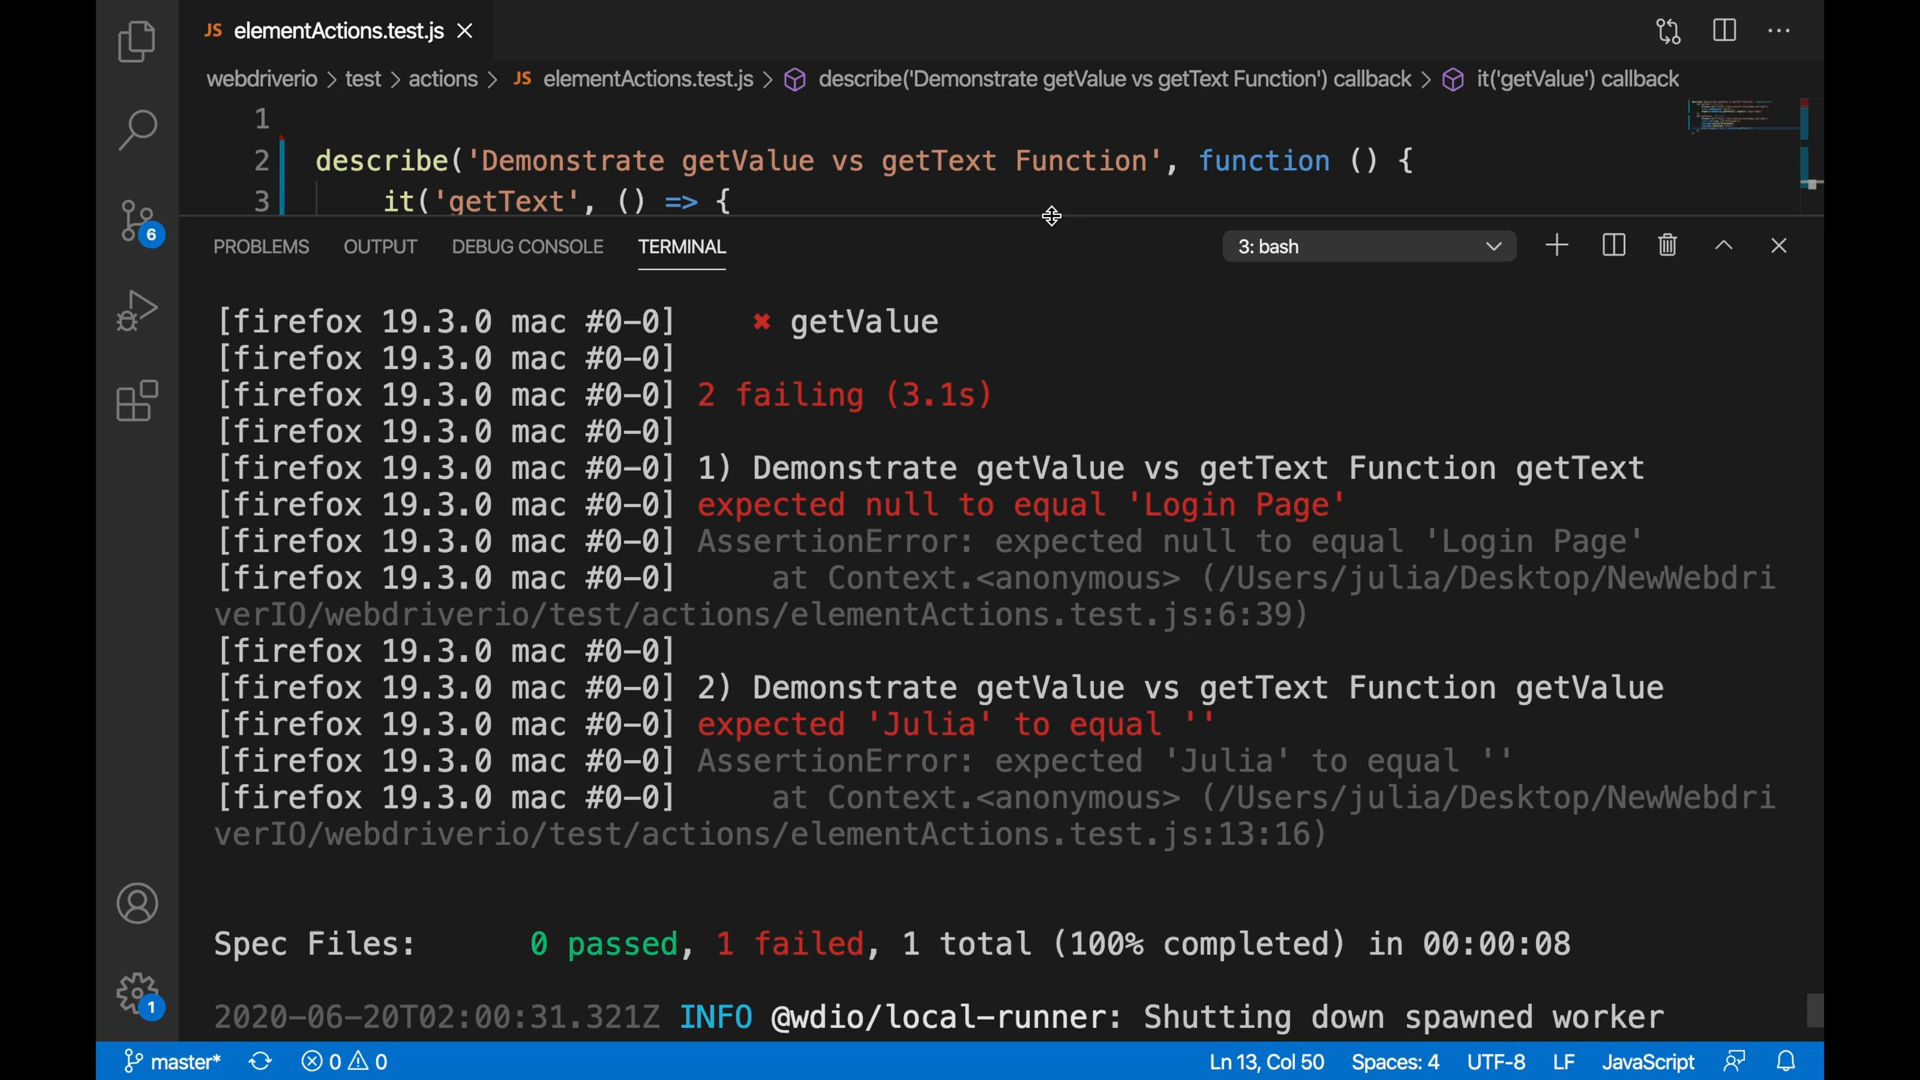 JS elementActions.test.js
webdriverio > test > actions > JS elementActions.test.js > describe('Demonstrate getValue vs getText Function') callback > it('getValue') callback
1
2 describe('Demonstrate getValue vs getText Function', function () {
3 it('getText', () => {
PROBLEMS OUTPUT DEBUG CONSOLE TERMINAL 3: bash
[firefox 19.3.0 mac #0-0] ✖ getValue
[firefox 19.3.0 mac #0-0]
[firefox 19.3.0 mac #0-0] 2 failing (3.1s)
[firefox 19.3.0 mac #0-0]
[firefox 19.3.0 mac #0-0] 1) Demonstrate getValue vs getText Function getText
[firefox 19.3.0 mac #0-0] expected null to equal 'Login Page'
[firefox 19.3.0 mac #0-0] AssertionError: expected null to equal 'Login Page'
[firefox 19.3.0 mac #0-0] at Context.<anonymous> (/Users/julia/Desktop/NewWebdri
verIO/webdriverio/test/actions/elementActions.test.js:6:39)
[firefox 19.3.0 mac #0-0]
[firefox 19.3.0 mac #0-0] 2) Demonstrate getValue vs getText Function getValue
[firefox 19.3.0 mac #0-0] expected 'Julia' to equal ''
[firefox 19.3.0 mac #0-0] AssertionError: expected 'Julia' to equal ''
[firefox 19.3.0 mac #0-0] at Context.<anonymous> (/Users/julia/Desktop/NewWebdri
verIO/webdriverio/test/actions/elementActions.test.js:13:16)
Spec Files: 0 passed, 1 failed, 1 total (100% completed) in 00:00:08
2020-06-20T02:00:31.321Z INFO @wdio/local-runner: Shutting down spawned worker
6
1
master* 0 0 Ln 13, Col 50 Spaces: 4 UTF-8 LF JavaScript